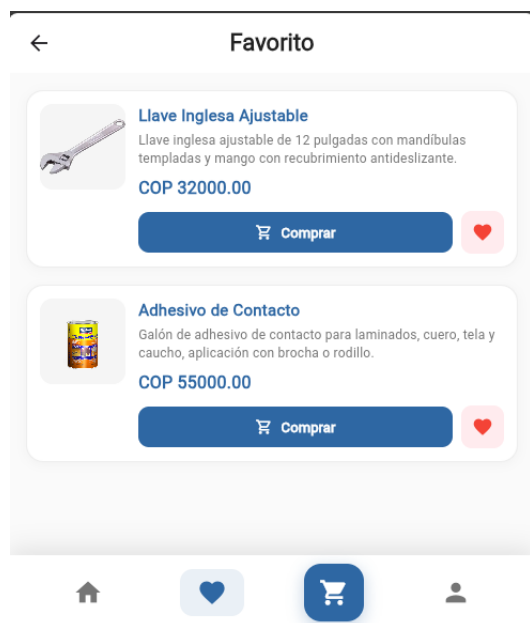 Favorito
Llave Inglesa Ajustable
Llave inglesa ajustable de 12 pulgadas con mandíbulas
templadas y mango con recubrimiento antideslizante.
COP 32000.00
Comprar
Adhesivo de Contacto
Galón de adhesivo de contacto para laminados, cuero, tela y
caucho, aplicación con brocha o rodillo.
COP 55000.00
Comprar